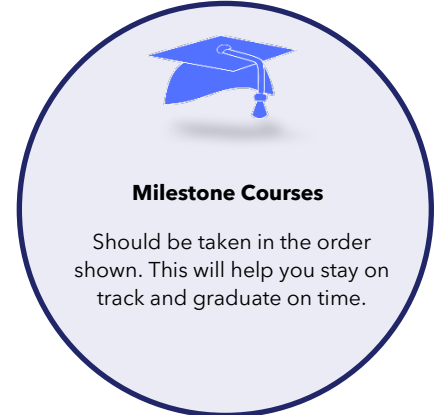 Milestone Courses
Should be taken in the order
shown. This will help you stay on
track and graduate on time.